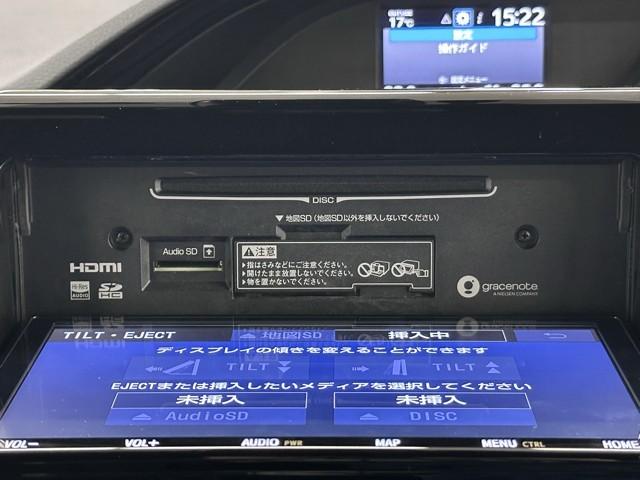 17℃
15:22
設定
操作ガイド
設定メニュー
DISC
▼地図SD(地図SD以外を挿入しないでください)
Audio SD
⚠注意
▶指はさみなどにご注意ください。
▶開けたまま放置しないでください。
▶物を置かないでください。
HDMI
Hi-Res
AUDIO
SD
HC
gracenote
A NIELSEN COMPANY
TILT・EJECT
地図SD
挿入中
ディスプレイの傾きを変えることができます
TILT
TILT
EJECTまたは挿入したいメディアを選択してください
未挿入
未挿入
AudioSD
DISC
VOL−
VOL+
AUDIO PWR
MAP
MENU CTRL
HOME